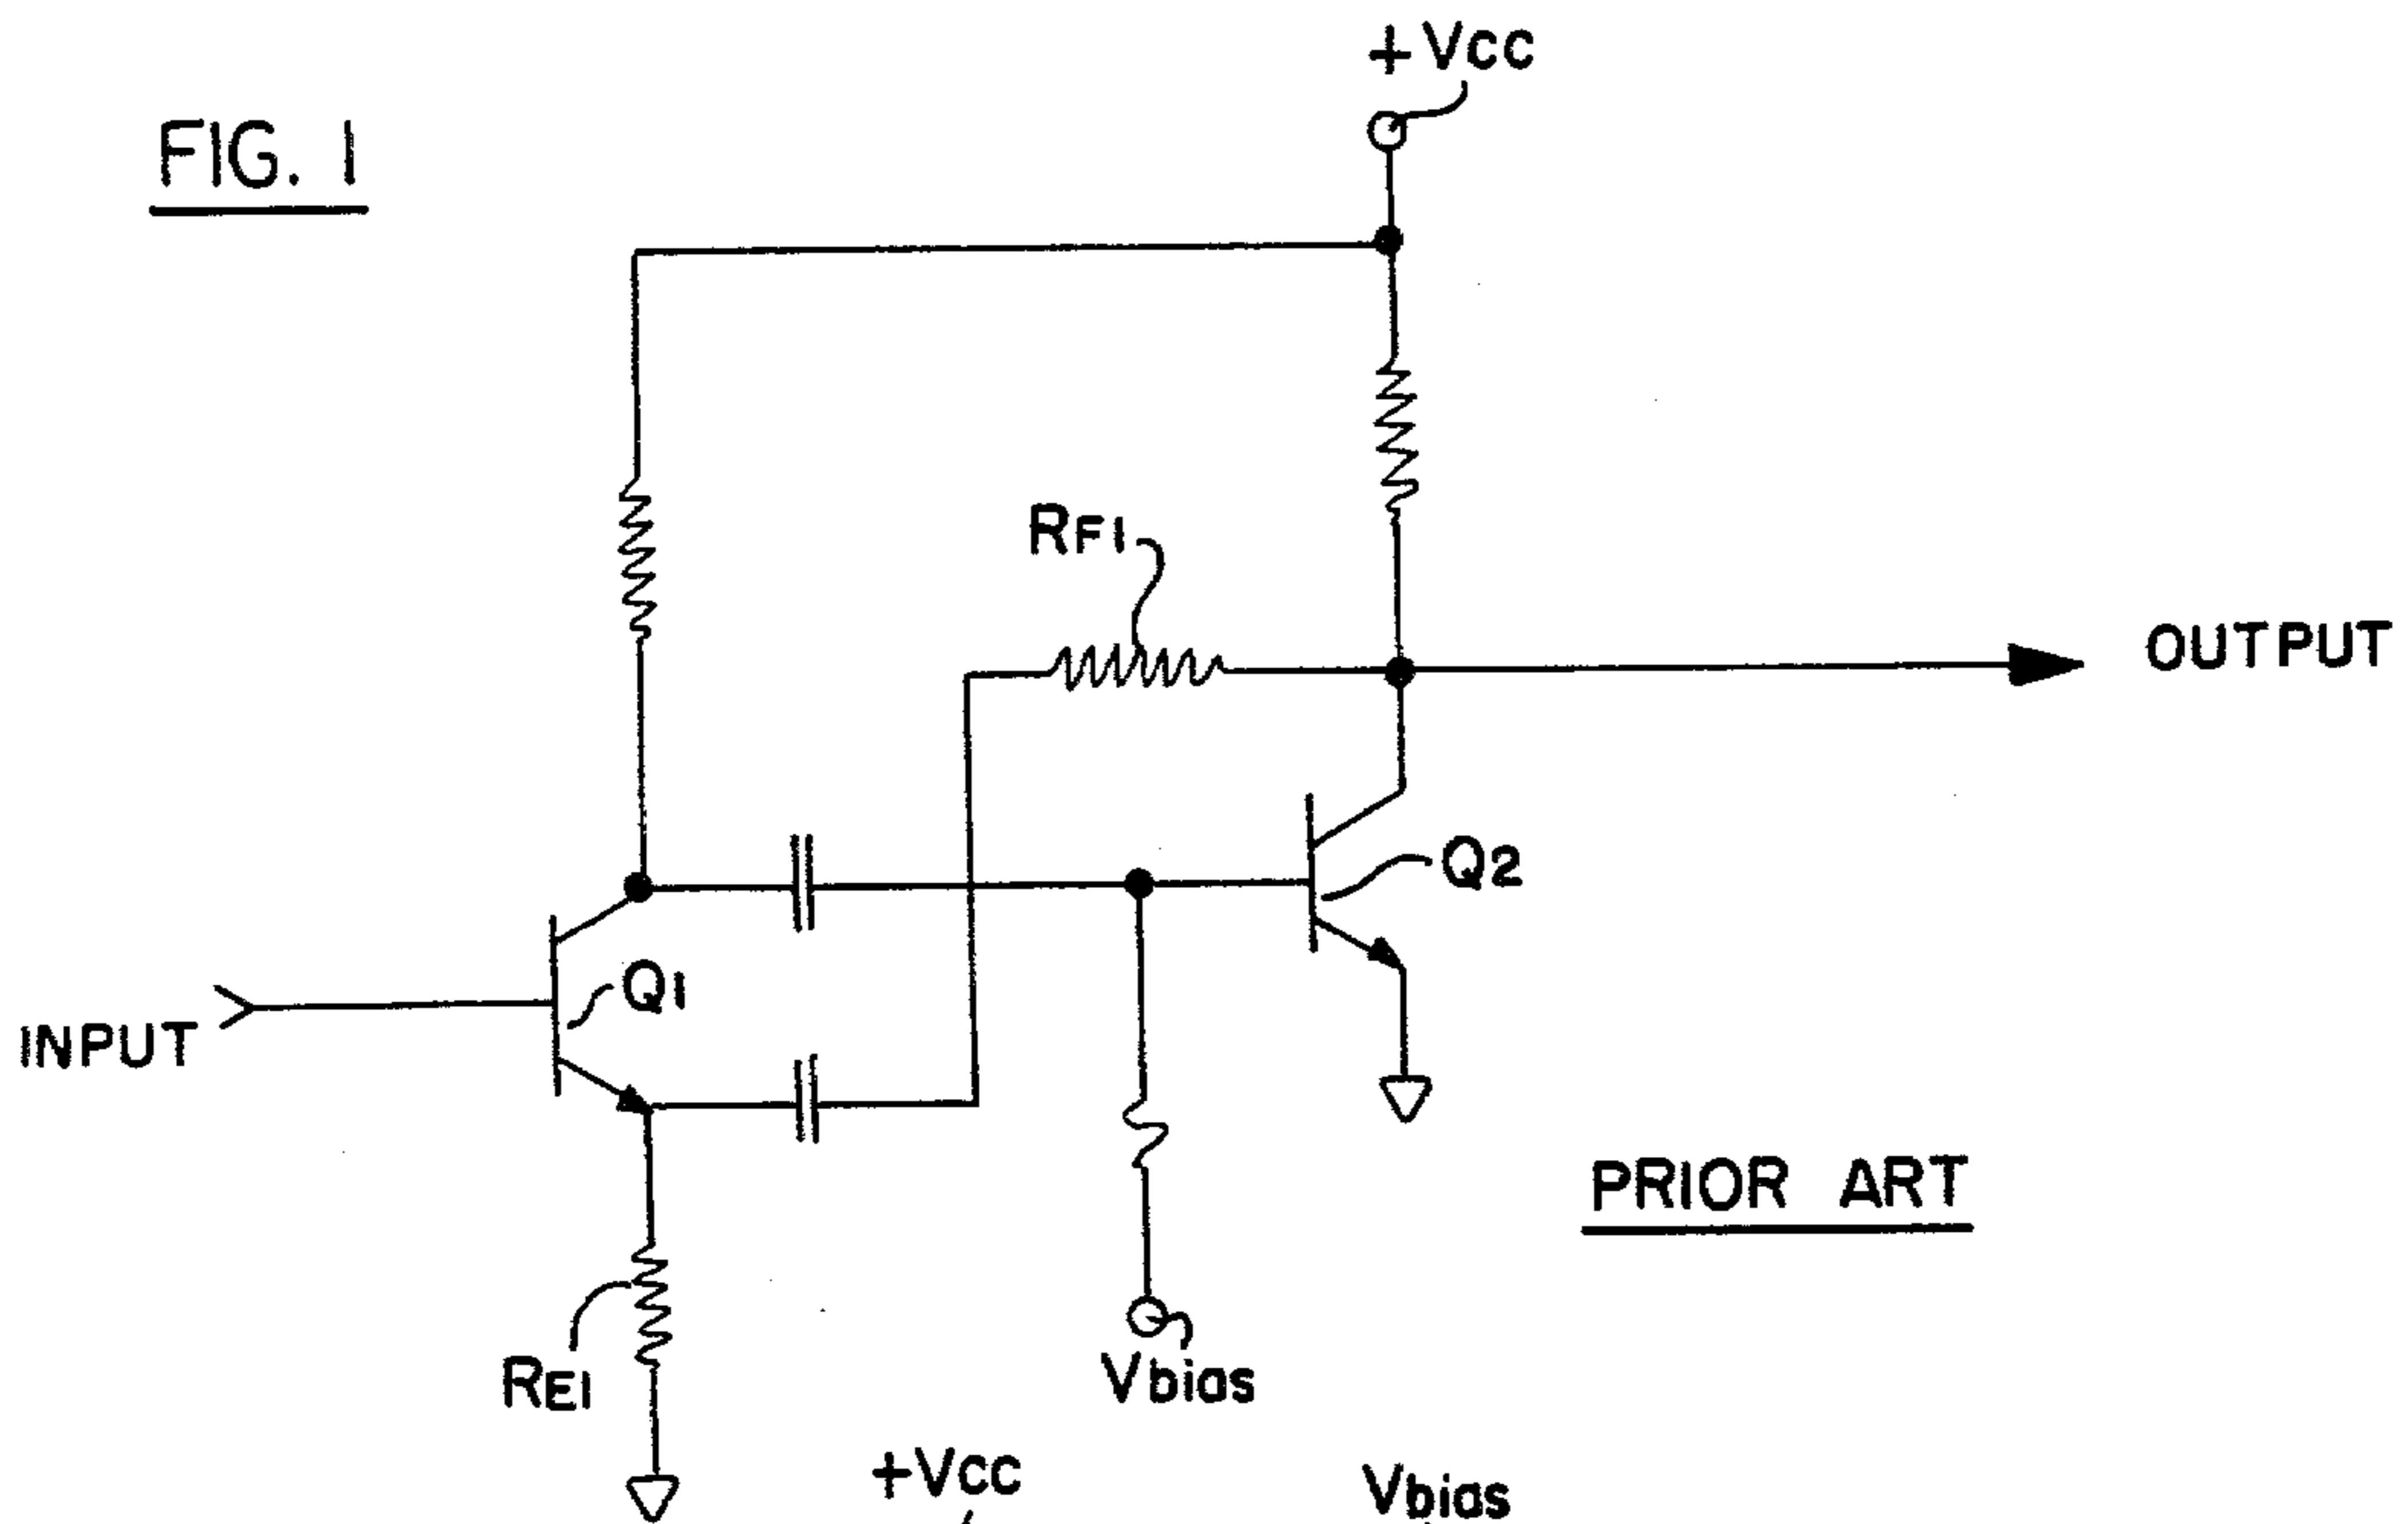 +Vcc
FIG. 1
RF1
OUTPUT
Q2
Q1
INPUT
PRIOR ART
RE1
Vbias
+Vcc
Vbias